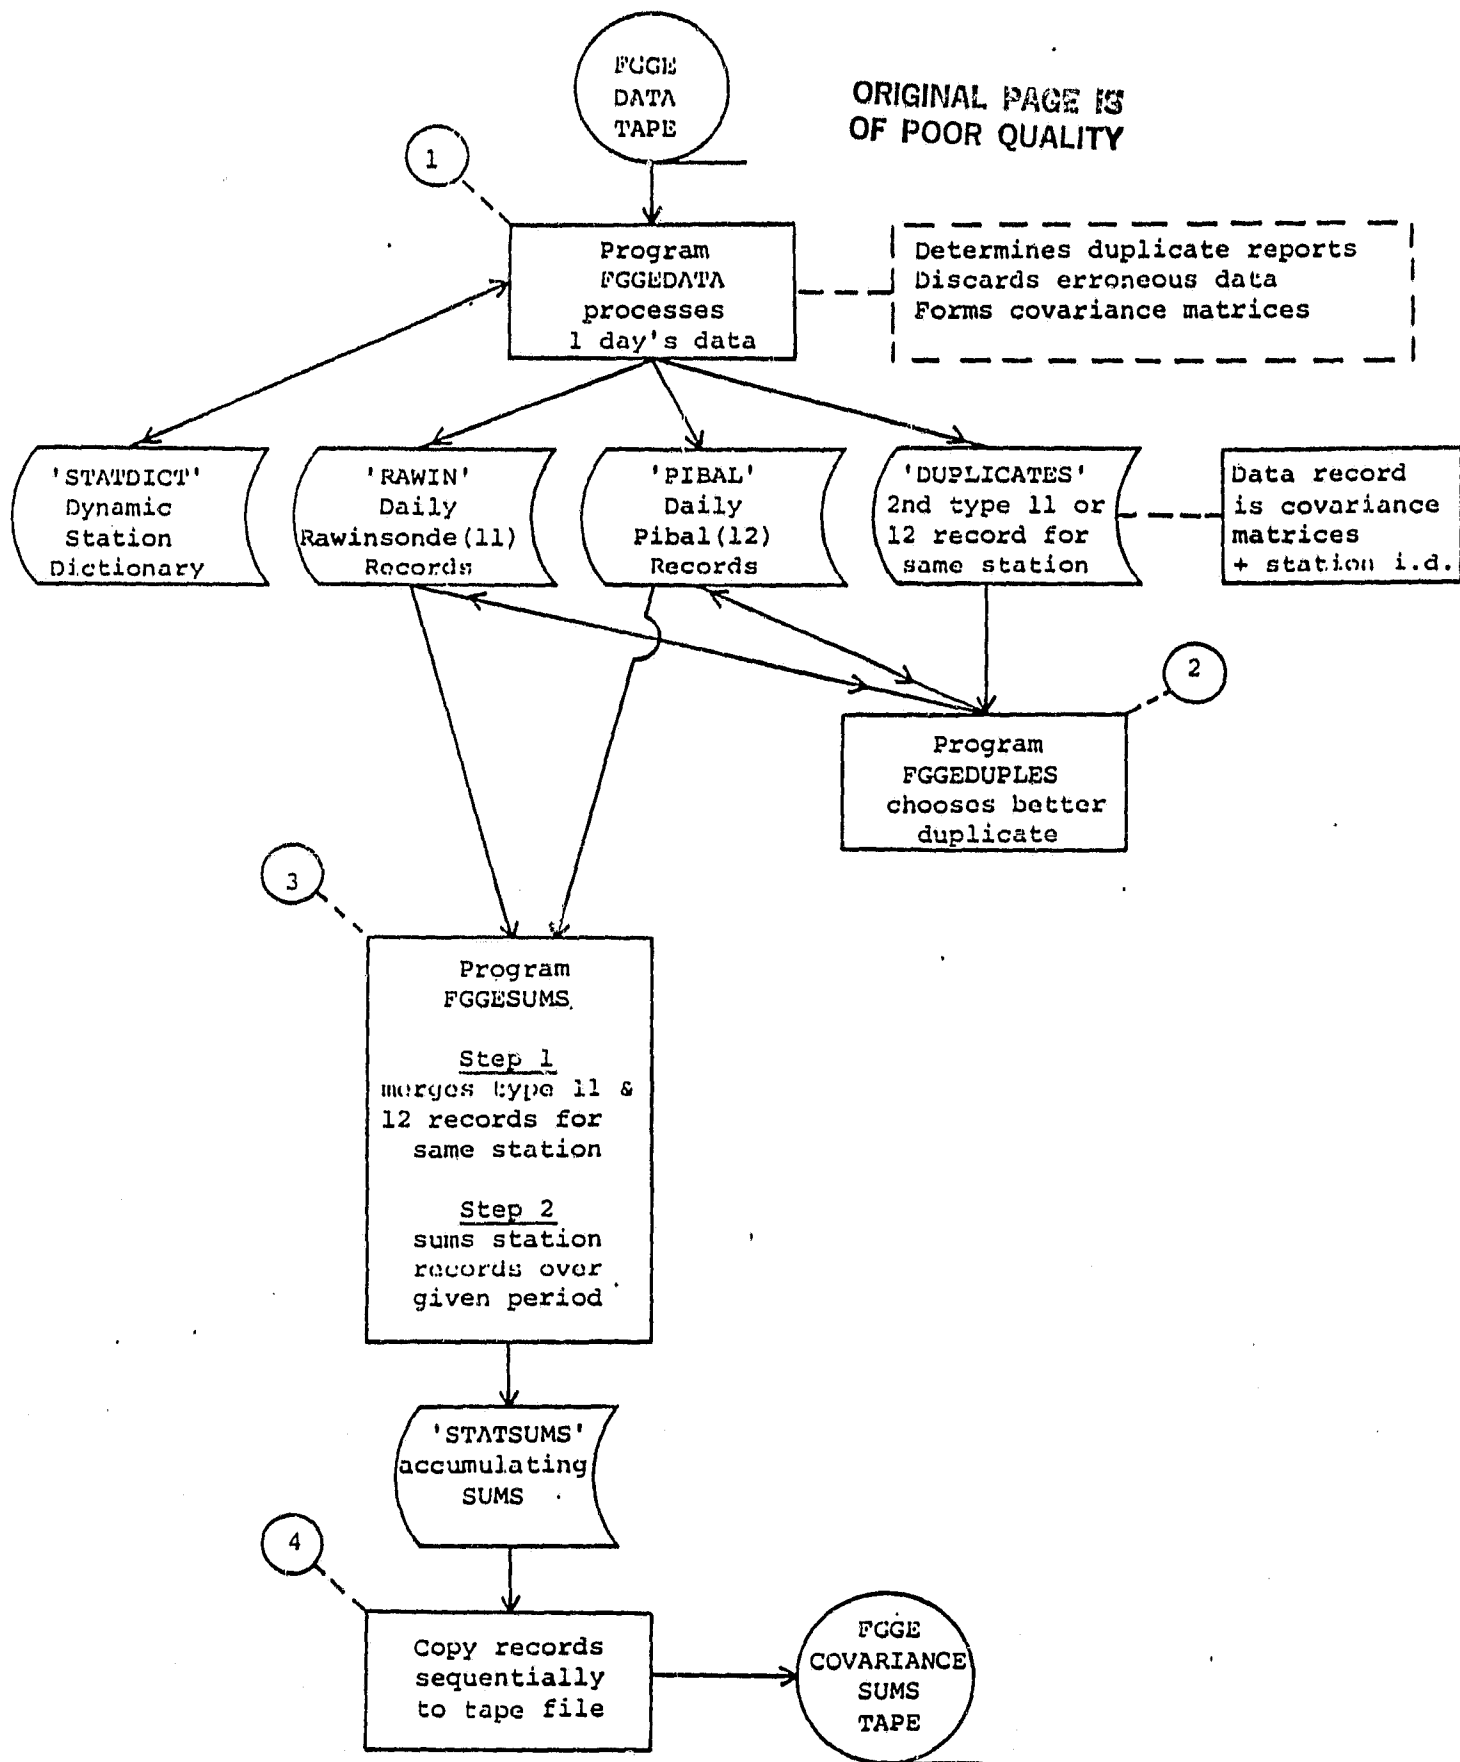 FGGE
DATA
TAPE
ORIGINAL PAGE IS
OF POOR QUALITY
1
Program
FGGEDATA
processes
1 day's data
Determines duplicate reports
Discards erroneous data
Forms covariance matrices
'STATDICT'
Dynamic
Station
Dictionary
'RAWIN'
Daily
Rawinsonde(11)
Records
'PIBAL'
Daily
Pibal(12)
Records
'DUPLICATES'
2nd type 11 or
12 record for
same station
Data record
is covariance
matrices
+ station i.d.
2
Program
FGGEDUPLES
chooses better
duplicate
3
Program
FGGESUMS
Step 1
merges type 11 &
12 records for
same station
Step 2
sums station
records over
given period
'STATSUMS'
accumulating
SUMS
4
Copy records
sequentially
to tape file
FGGE
COVARIANCE
SUMS
TAPE